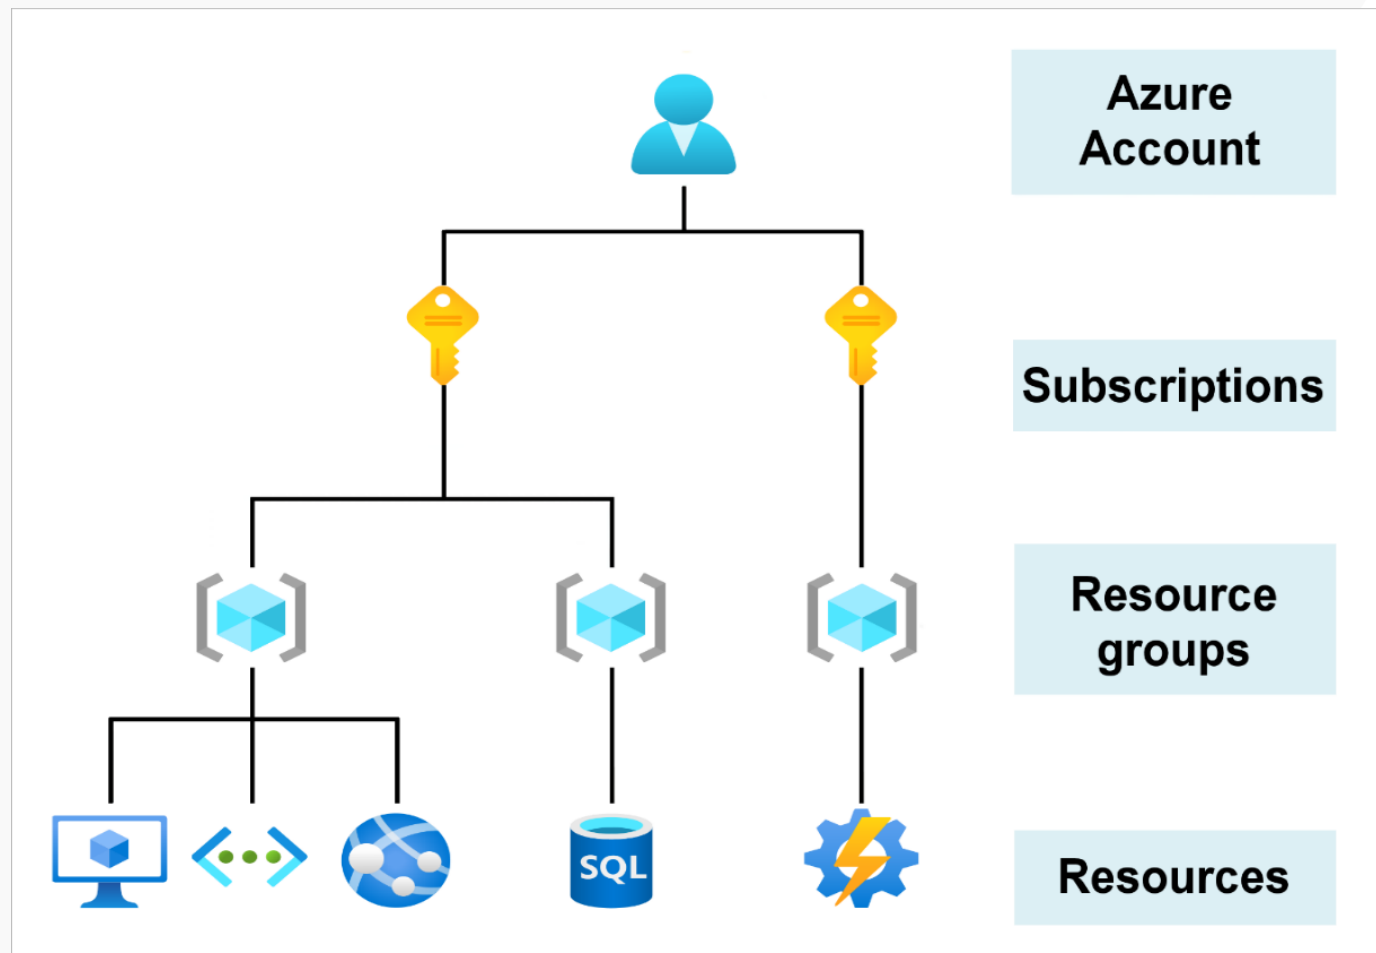 Azure
Account
Subscriptions
Resource
groups
SQL
Resources